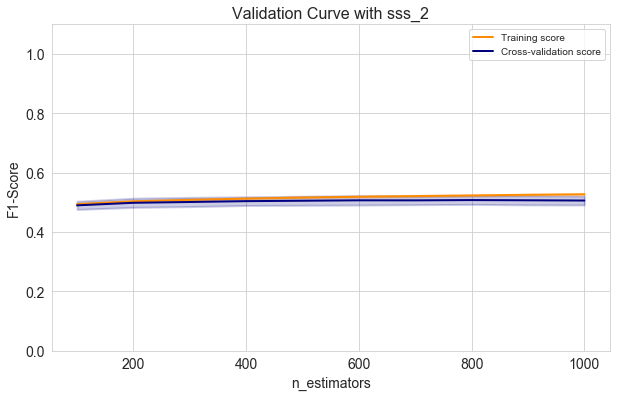 Validation Curve with sss_2
Training score
Cross-validation score
F1-Score
1.0
0.8
0.6
0.4
0.2
0.0
200 400 600 800 1000
n_estimators